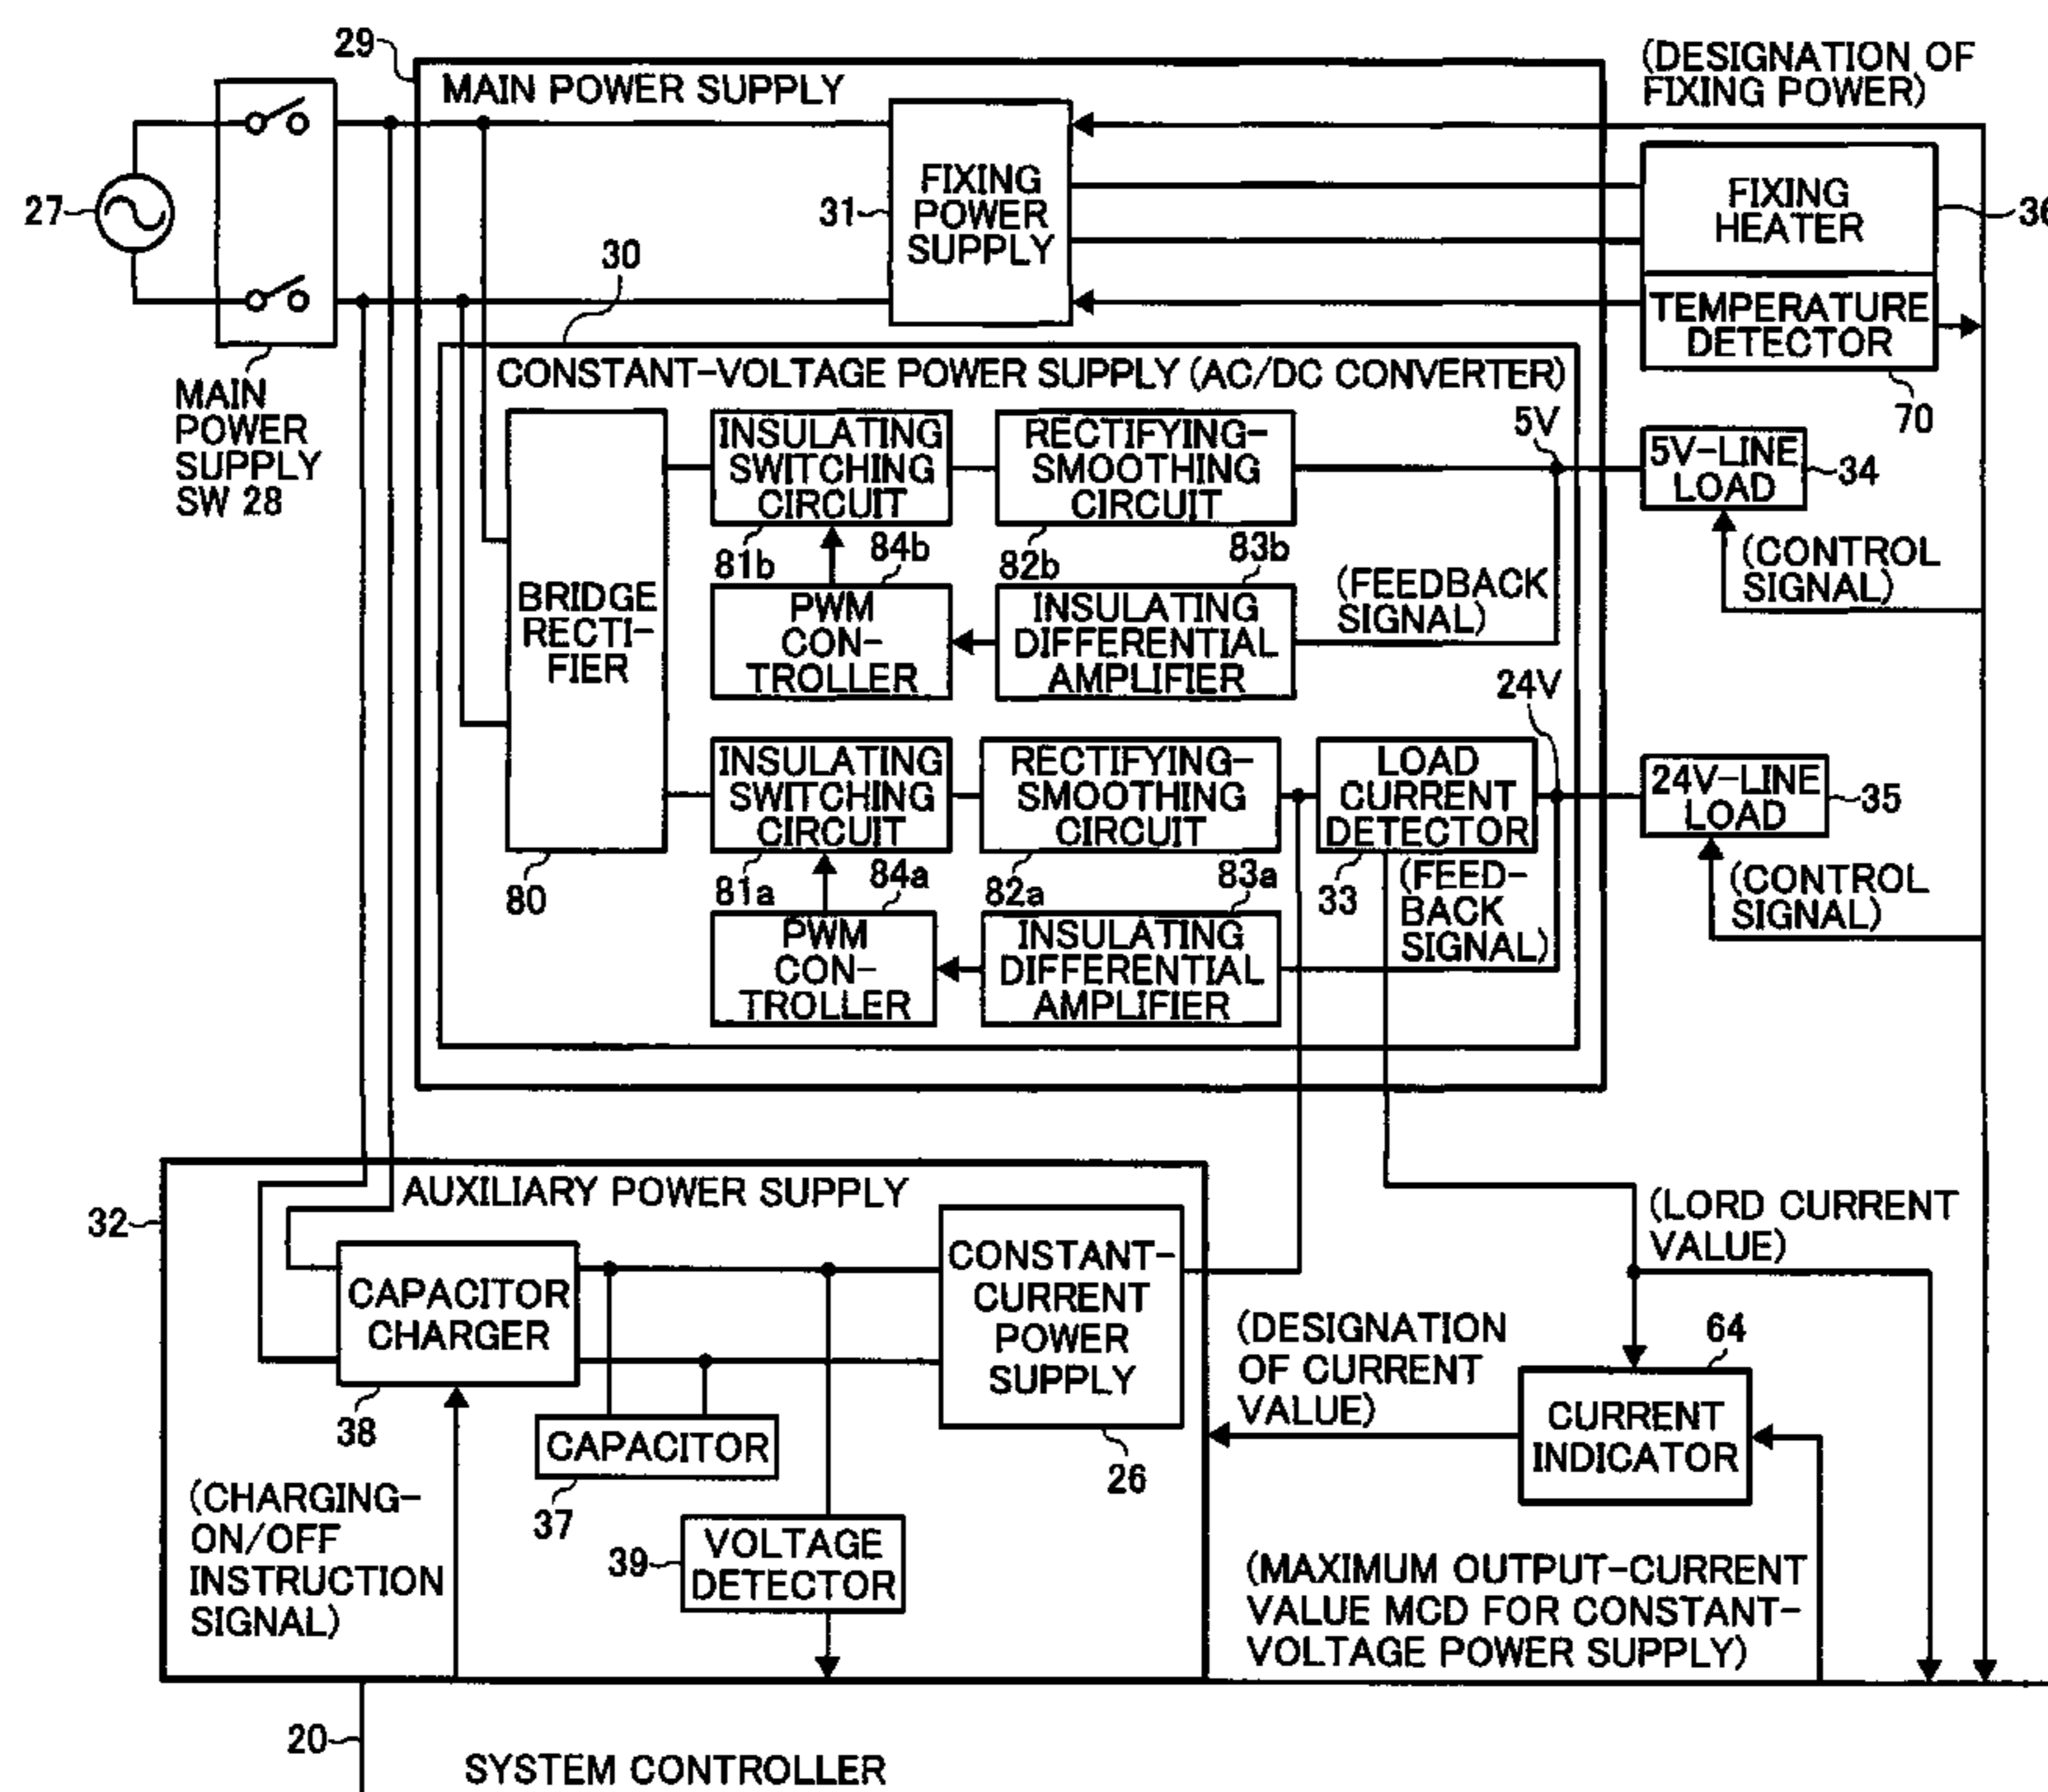 29
MAIN POWER SUPPLY
(DESIGNATION OF
FIXING POWER)
27
31
FIXING
POWER
SUPPLY
FIXING
HEATER
36
TEMPERATURE
DETECTOR
70
MAIN
POWER
SUPPLY
SW 28
30
CONSTANT-VOLTAGE POWER SUPPLY (AC/DC CONVERTER)
BRIDGE
RECTI-
FIER
80
INSULATING
SWITCHING
CIRCUIT
81b
RECTIFYING-
SMOOTHING
CIRCUIT
82b
5V
5V-LINE
LOAD
34
(CONTROL
SIGNAL)
84b
PWM
CON-
TROLLER
83b
INSULATING
DIFFERENTIAL
AMPLIFIER
(FEEDBACK
SIGNAL)
24V
INSULATING
SWITCHING
CIRCUIT
81a
RECTIFYING-
SMOOTHING
CIRCUIT
82a
LOAD
CURRENT
DETECTOR
33
24V-LINE
LOAD
35
(CONTROL
SIGNAL)
84a
PWM
CON-
TROLLER
83a
INSULATING
DIFFERENTIAL
AMPLIFIER
(FEED-
BACK
SIGNAL)
32
AUXILIARY POWER SUPPLY
CAPACITOR
CHARGER
38
CAPACITOR
37
CONSTANT-
CURRENT
POWER
SUPPLY
26
39
VOLTAGE
DETECTOR
(CHARGING-
ON/OFF
INSTRUCTION
SIGNAL)
(LORD CURRENT
VALUE)
(DESIGNATION
OF CURRENT
VALUE)
64
CURRENT
INDICATOR
(MAXIMUM OUTPUT-CURRENT
VALUE MCD FOR CONSTANT-
VOLTAGE POWER SUPPLY)
20
SYSTEM CONTROLLER